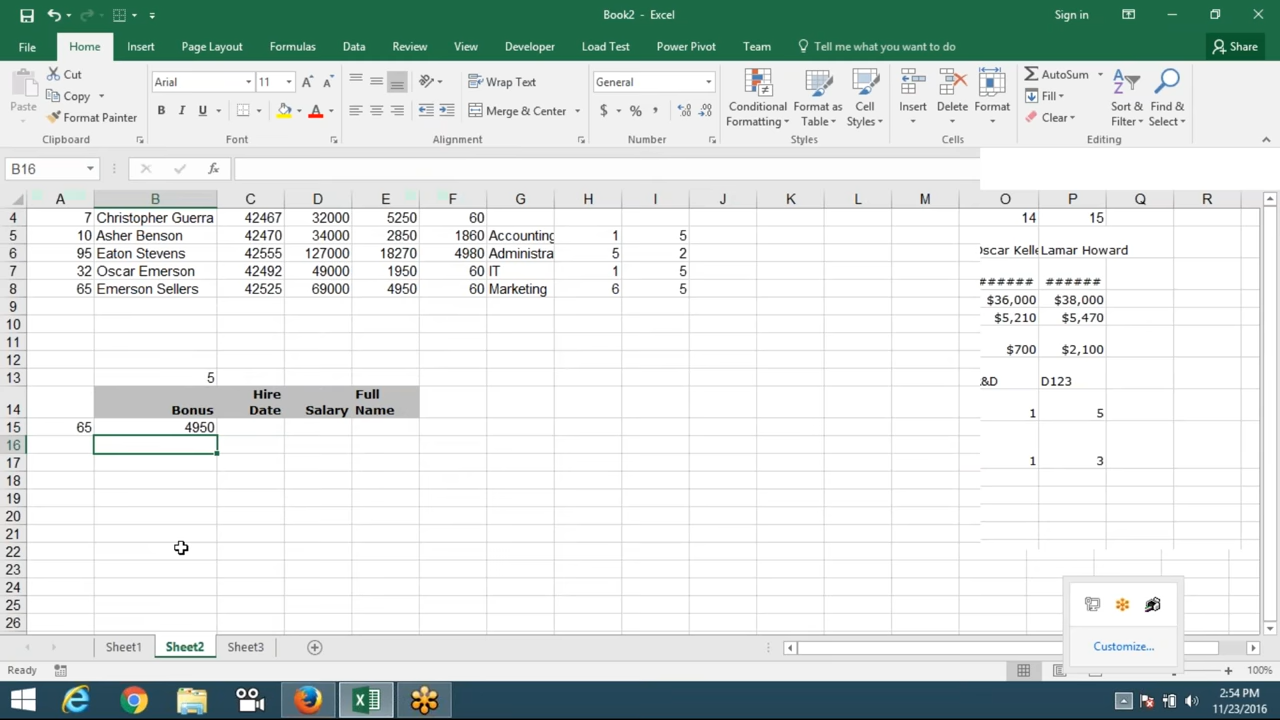 Book2 - Excel
Sign in
File Home Insert Page Layout Formulas Data Review View Developer Load Test Power Pivot Team Tell me what you want to do Share
Paste
Cut
Copy
Format Painter
Clipboard
Arial 11
B I U A
Font
Wrap Text
Merge & Center
Alignment
General
$ % ,
Number
Conditional Formatting
Format as Table
Cell Styles
Styles
Insert
Delete
Format
Cells
AutoSum
Fill
Clear
Sort & Filter
Find & Select
Editing
B16 fx
A B C D E F G H I J K L M O P Q R
4 7 Christopher Guerra 42467 32000 5250 60 14 15
5 10 Asher Benson 42470 34000 2850 1860 Accounting 1 5 Oscar Kelle Lamar Howard
6 95 Eaton Stevens 42555 127000 18270 4980 Administra 5 2
7 32 Oscar Emerson 42492 49000 1950 60 IT 1 5 ###### ######
8 65 Emerson Sellers 42525 69000 4950 60 Marketing 6 5 $36,000 $38,000
9 $5,210 $5,470
10
11 $700 $2,100
12
13 5 &D D123
14 Bonus Hire Date Salary Full Name 1 5
15 65 4950
16
17 1 3
18
19
20
21
22
23
24
25
26
Sheet1 Sheet2 Sheet3
Customize...
Ready 100%
2:54 PM
11/23/2016